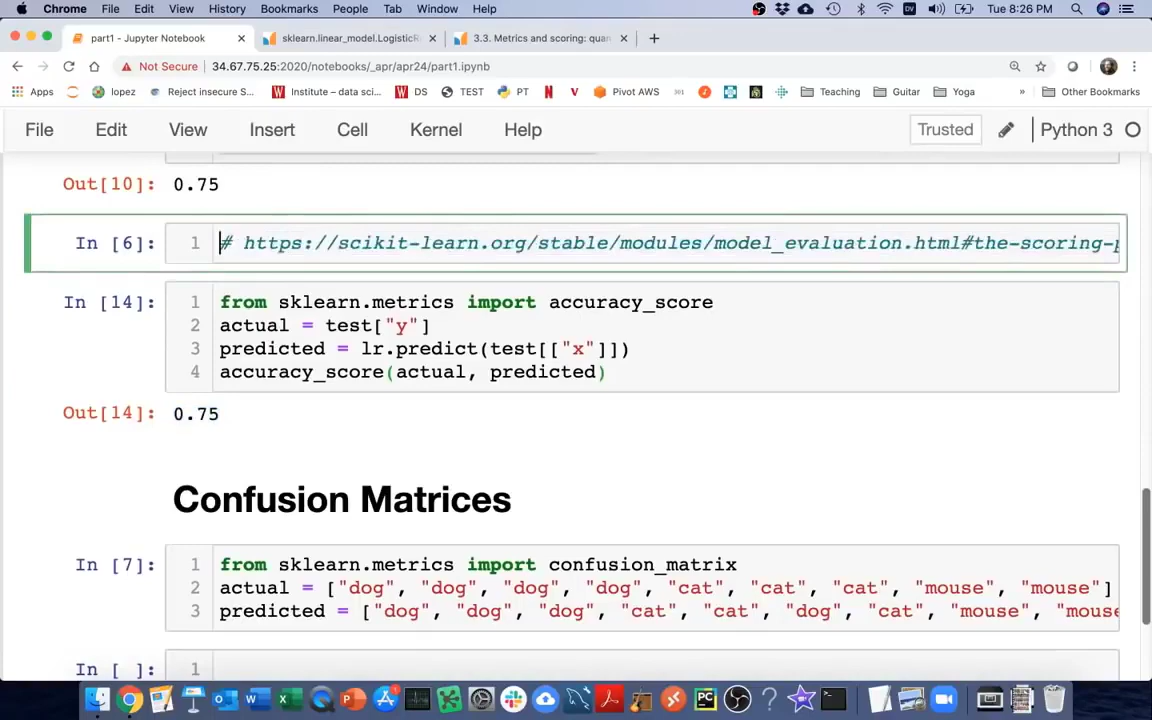 Chrome File Edit View History Bookmarks People Tab Window Help Tue 8:26 PM
part1 - Jupyter Notebook sklearn.linear_model.LogisticR 3.3. Metrics and scoring: quan
Not Secure 34.67.75.25:2020/notebooks/_apr/apr24/part1.ipynb
Apps lopez Reject insecure S... Institute – data sci... DS TEST PT Pivot AWS 301 Teaching Guitar Yoga » Other Bookmarks
File Edit View Insert Cell Kernel Help Trusted Python 3
Out[10]: 0.75
In [6]: 1 # https://scikit-learn.org/stable/modules/model_evaluation.html#the-scoring-p
In [14]: 1 from sklearn.metrics import accuracy_score
2 actual = test["y"]
3 predicted = lr.predict(test[["x"]])
4 accuracy_score(actual, predicted)
Out[14]: 0.75
Confusion Matrices
In [7]: 1 from sklearn.metrics import confusion_matrix
2 actual = ["dog", "dog", "dog", "dog", "cat", "cat", "cat", "mouse", "mouse"]
3 predicted = ["dog", "dog", "dog", "cat", "cat", "dog", "cat", "mouse", "mouse
In [ ]: 1